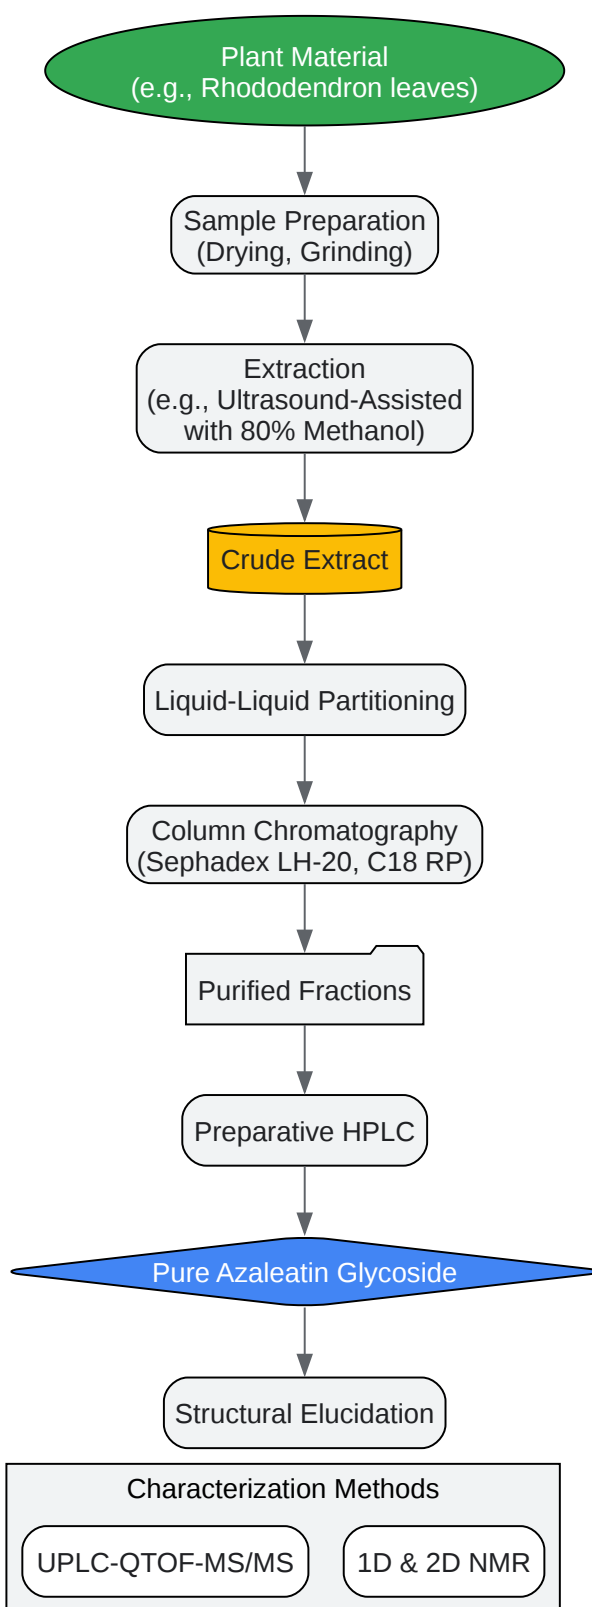 Plant Material
(e.g., Rhododendron leaves)
Sample Preparation
(Drying, Grinding)
Extraction
(e.g., Ultrasound-Assisted
with 80% Methanol)
Crude Extract
Liquid-Liquid Partitioning
Column Chromatography
(Sephadex LH-20, C18 RP)
Purified Fractions
Preparative HPLC
Pure Azaleatin Glycoside
Structural Elucidation
Characterization Methods
UPLC-QTOF-MS/MS
1D & 2D NMR